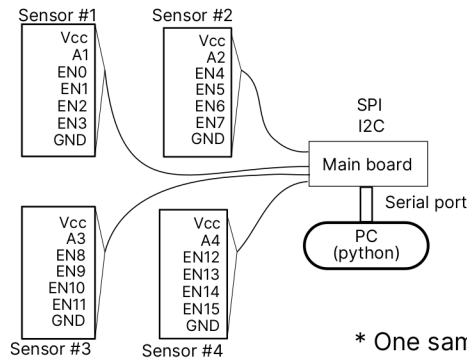 Sensor #1
Vcc
A1
EN0
EN1
EN2
EN3
GND
Sensor #2
Vcc
A2
EN4
EN5
EN6
EN7
GND
SPI
I2C
Main board
Serial port
PC
(python)
Vcc
A3
EN8
EN9
EN10
EN11
GND
Sensor #3
Vcc
A4
EN12
EN13
EN14
EN15
GND
Sensor #4
* One sam